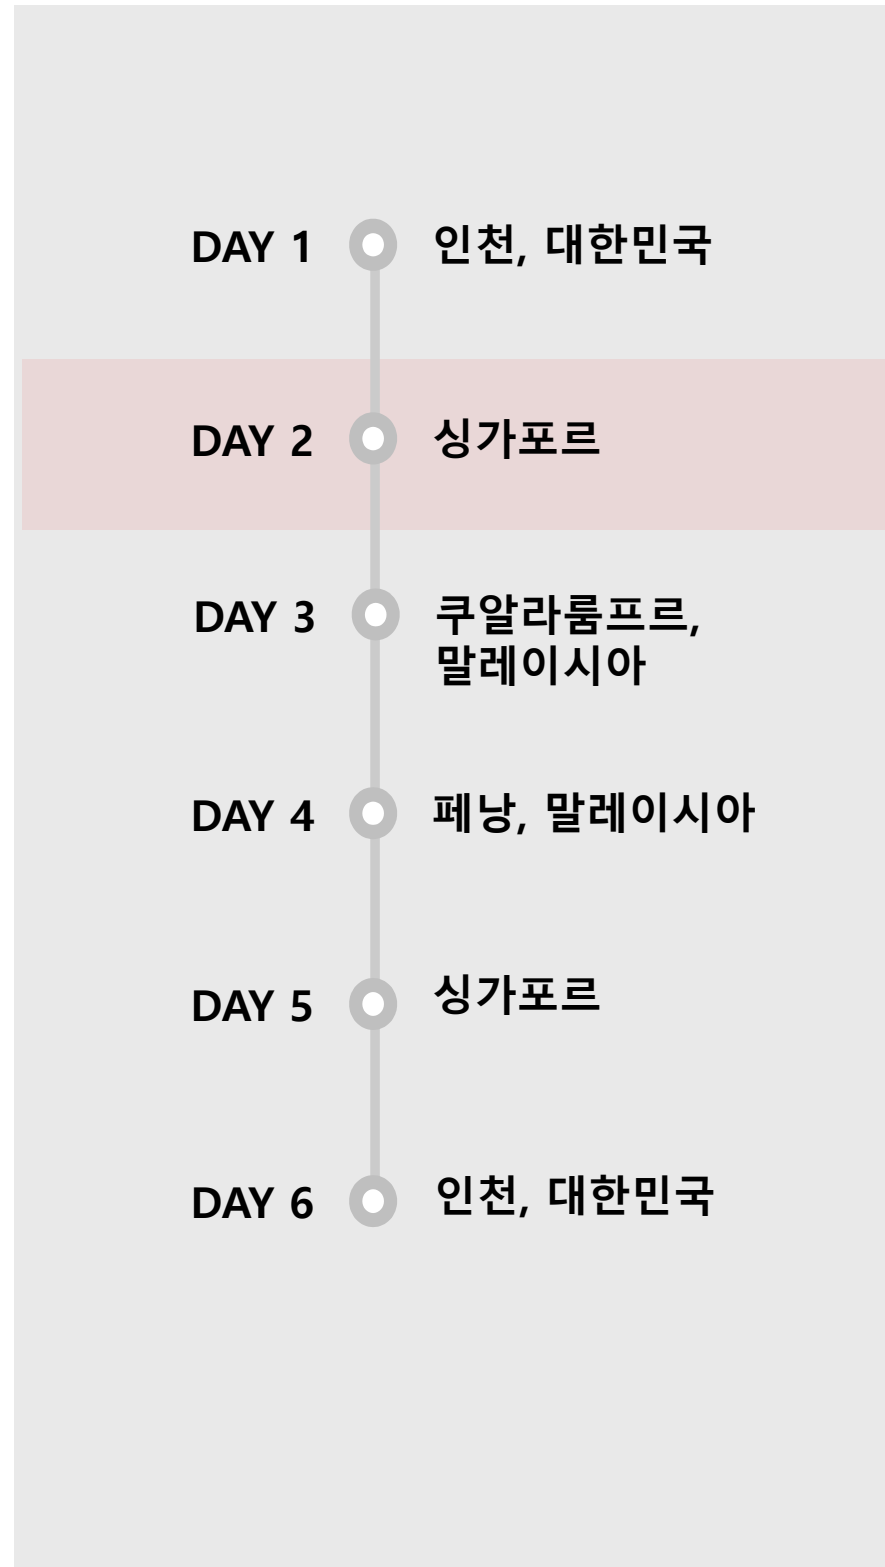 DAY 1 인천, 대한민국
DAY 2 싱가포르
DAY 3 쿠알라룸프르,
말레이시아
DAY 4 페낭, 말레이시아
DAY 5 싱가포르
DAY 6 인천, 대한민국